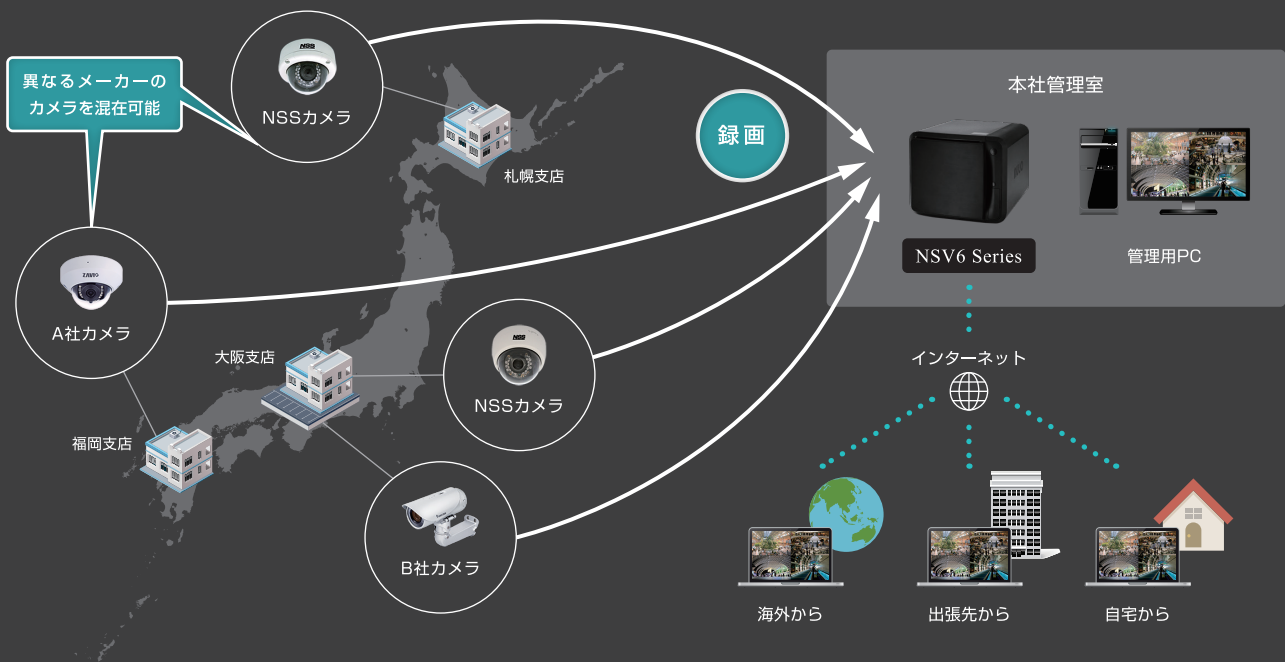 異なるメーカーの
カメラを混在可能
NSS
NSSカメラ
札幌支店
録画
本社管理室
NSV6 Series
管理用PC
ZAVIO
A社カメラ
大阪支店
NSS
NSSカメラ
福岡支店
B社カメラ
インターネット
海外から
出張先から
自宅から